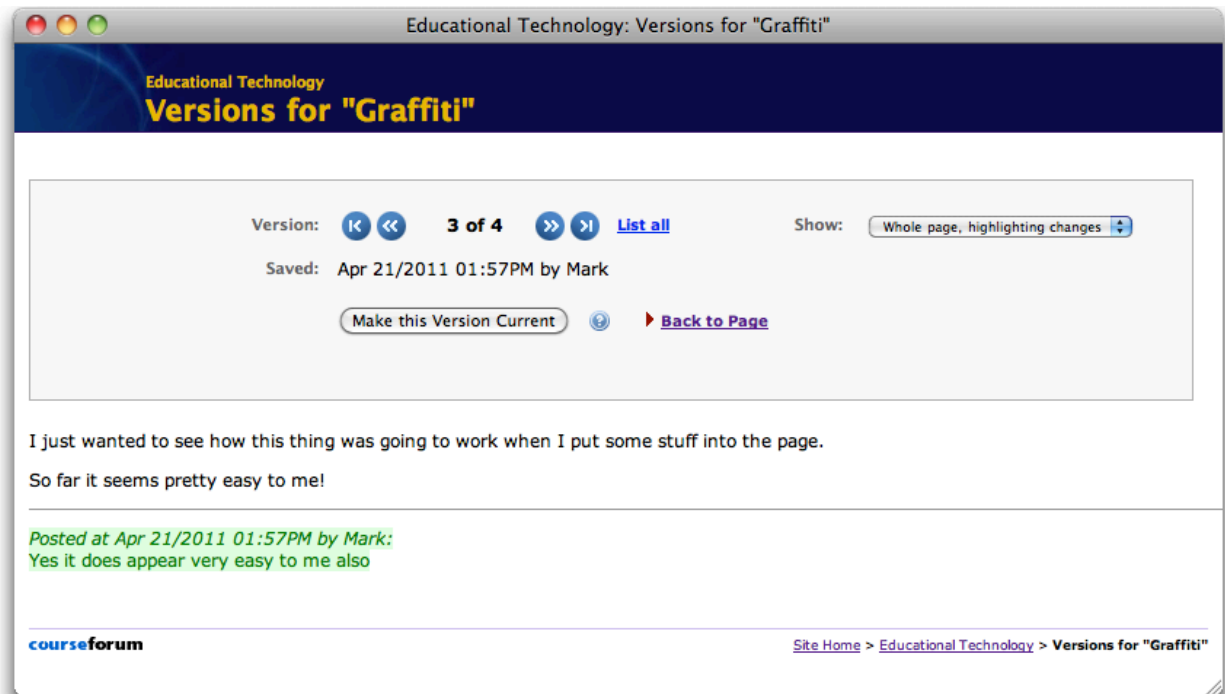 Educational Technology: Versions for "Graffiti"
Educational Technology
Versions for "Graffiti"
Version: 3 of 4 List all Show: Whole page, highlighting changes
Saved: Apr 21/2011 01:57PM by Mark
Make this Version Current ? Back to Page
I just wanted to see how this thing was going to work when I put some stuff into the page.
So far it seems pretty easy to me!
Posted at Apr 21/2011 01:57PM by Mark:
Yes it does appear very easy to me also
courseforum Site Home > Educational Technology > Versions for "Graffiti"